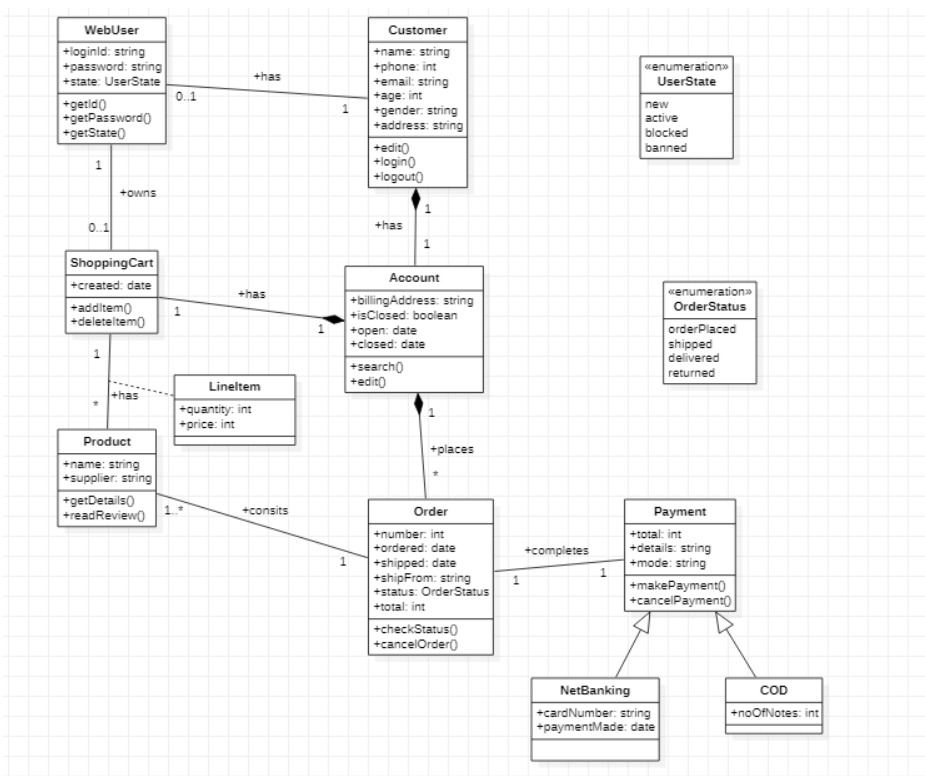 WebUser
+loginId: string
+password: string
+state: UserState
+getId()
+getPassword()
+getState()
Customer
+name: string
+phone: int
+email: string
+age: int
+gender: string
+address: string
+edit()
+login()
+logout()
«enumeration»
UserState
new
active
blocked
banned
+has
0..1
1
1
+owns
0..1
1
+has
1
ShoppingCart
+created: date
+addItem()
+deleteItem()
+has
1
1
Account
+billingAddress: string
+isClosed: boolean
+open: date
+closed: date
+search()
+edit()
«enumeration»
OrderStatus
orderPlaced
shipped
delivered
returned
1
+has
*
LineItem
+quantity: int
+price: int
1
+places
*
Product
+name: string
+supplier: string
+getDetails()
+readReview()
1..*
+consits
1
Order
+number: int
+ordered: date
+shipped: date
+shipFrom: string
+status: OrderStatus
+total: int
+checkStatus()
+cancelOrder()
+completes
1
1
Payment
+total: int
+details: string
+mode: string
+makePayment()
+cancelPayment()
NetBanking
+cardNumber: string
+paymentMade: date
COD
+noOfNotes: int